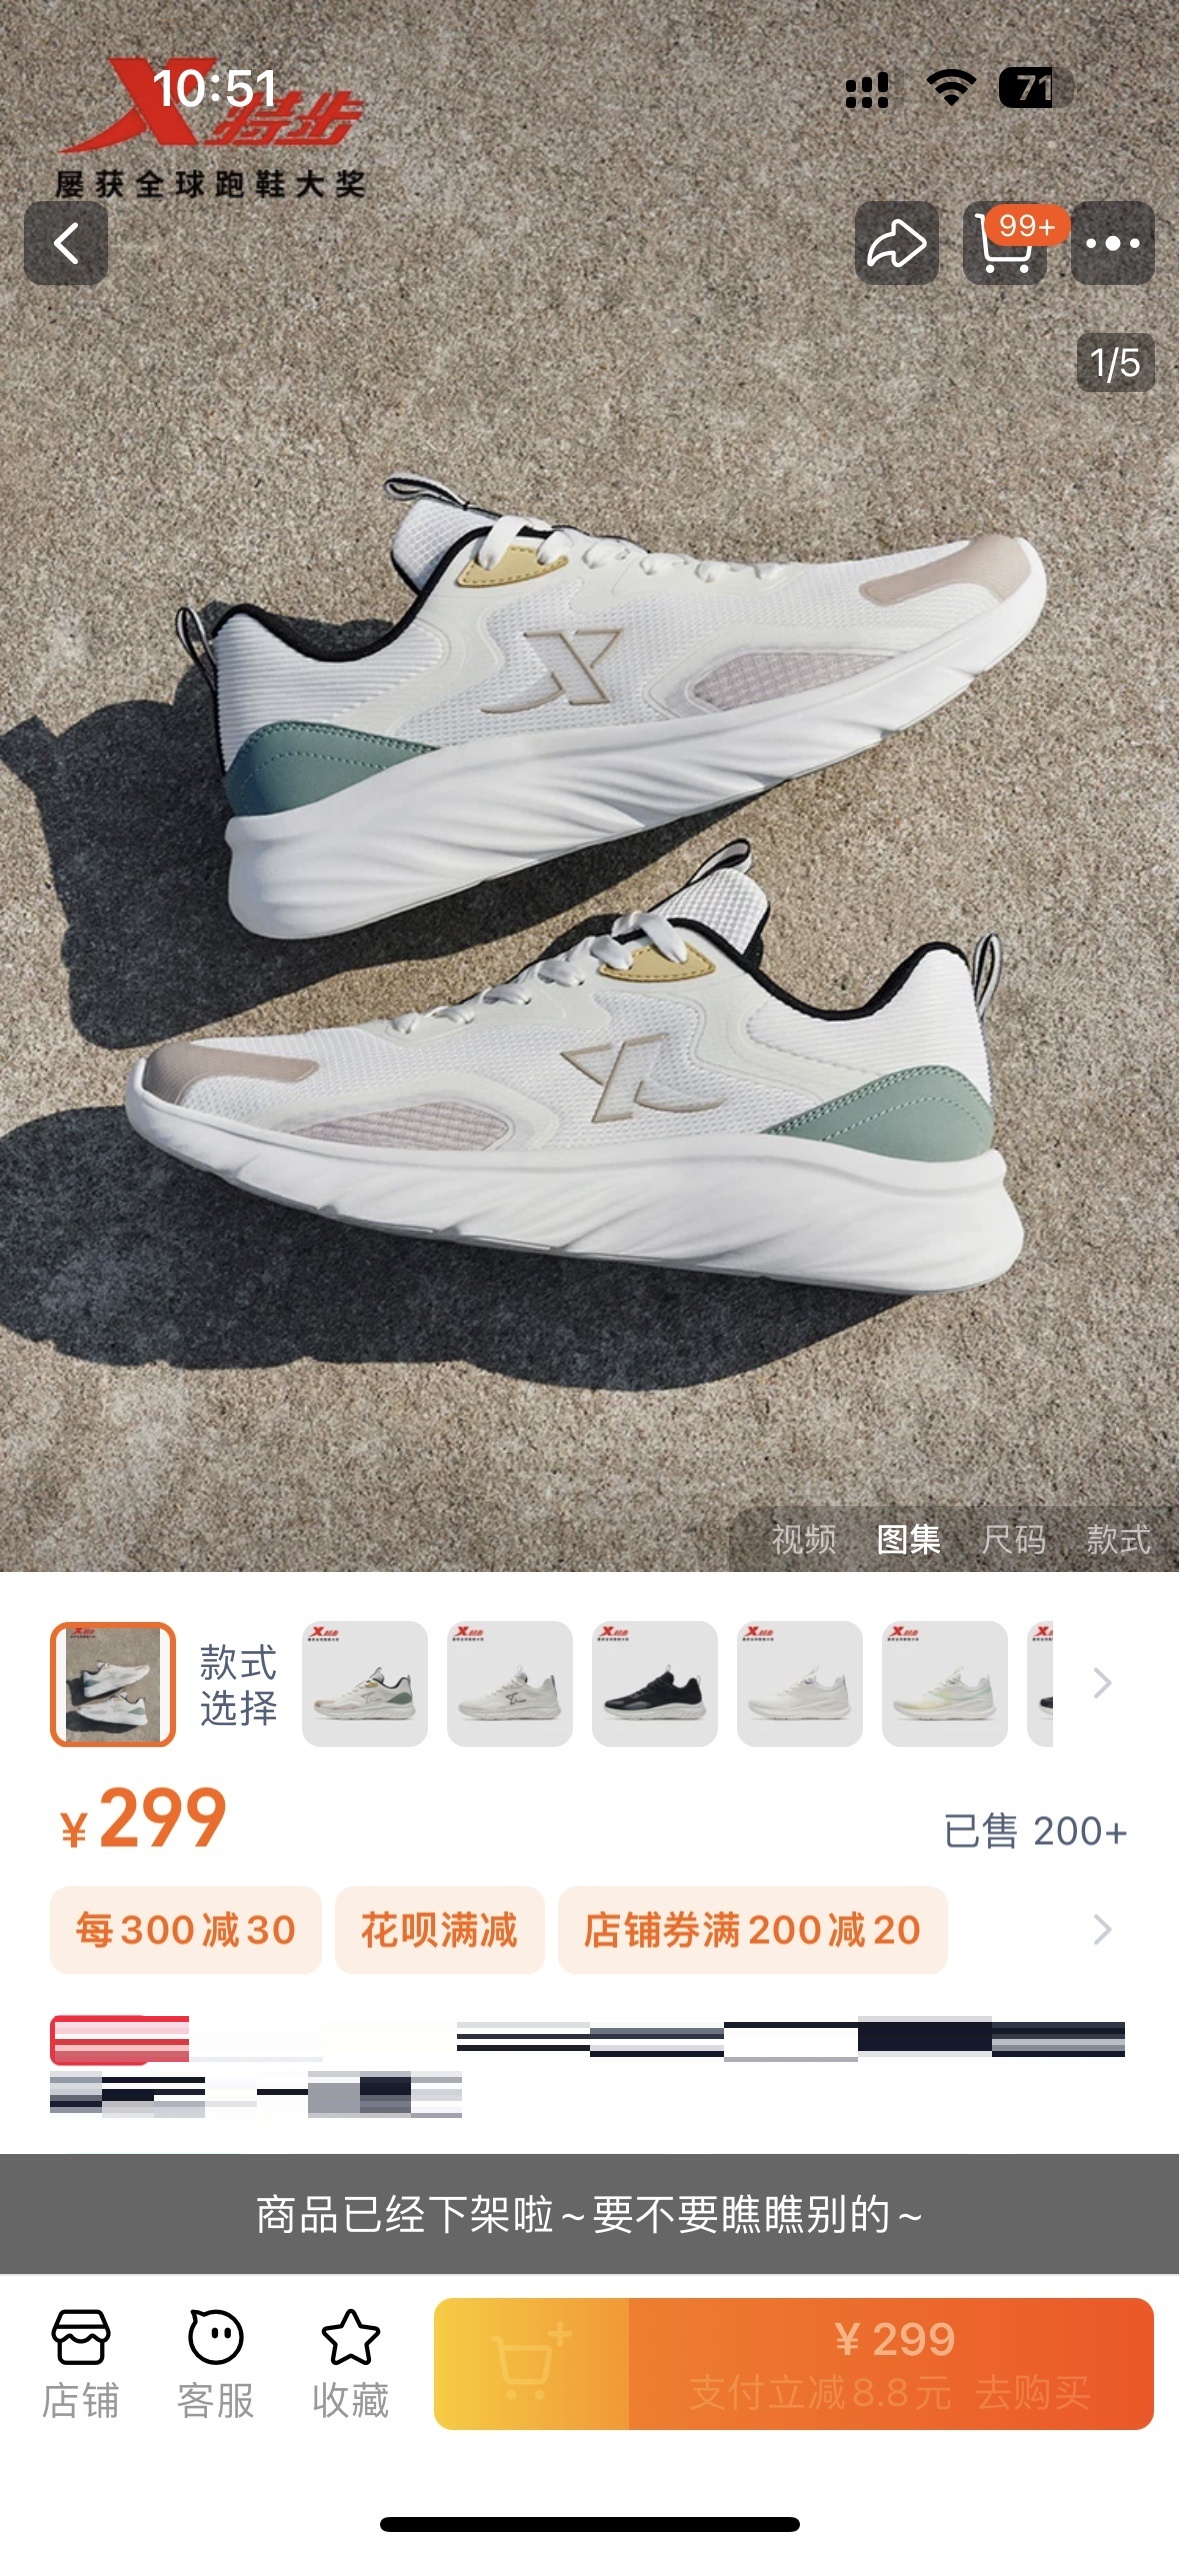 10:51
71
特步
屡获全球跑鞋大奖
99+
1/5
视频 图集 尺码 款式
款式
选择
¥299
已售 200+
每300减30 花呗满减 店铺券满200减20
商品已经下架啦~要不要瞧瞧别的~
¥299
支付立减8.8元 去购买
店铺 客服 收藏